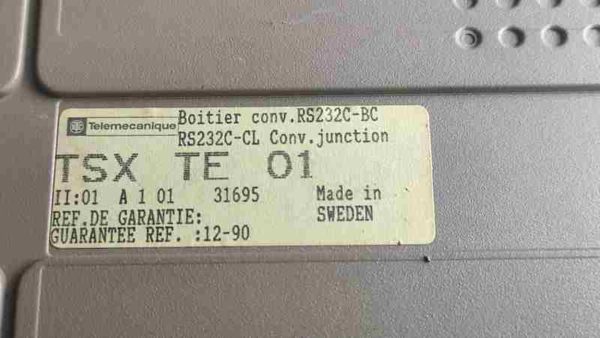 Telemecanique Boitier conv.RS232C-BC
RS232C-CL Conv.junction
TSX TE 01
II:01 A 1 01 31695 Made in
REF.DE GARANTIE: SWEDEN
GUARANTEE REF. :12-90